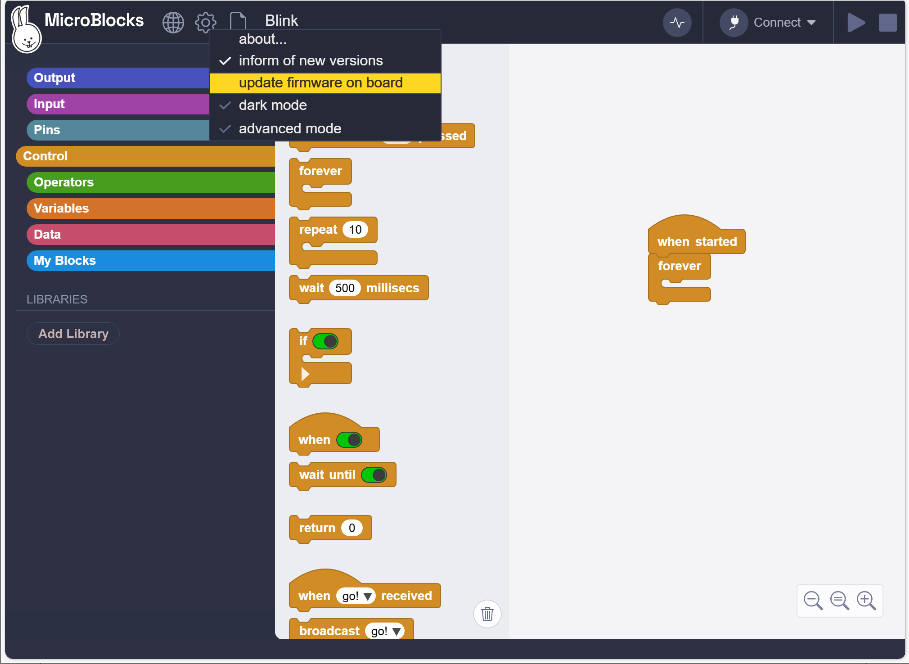 MicroBlocks
Blink
Connect
about...
inform of new versions
update firmware on board
dark mode
advanced mode
Output
Input
Pins
Control
Operators
Variables
Data
My Blocks
LIBRARIES
Add Library
forever
repeat 10
wait 500 millisecs
if
when
wait until
return 0
when go! received
broadcast go!
when started
forever